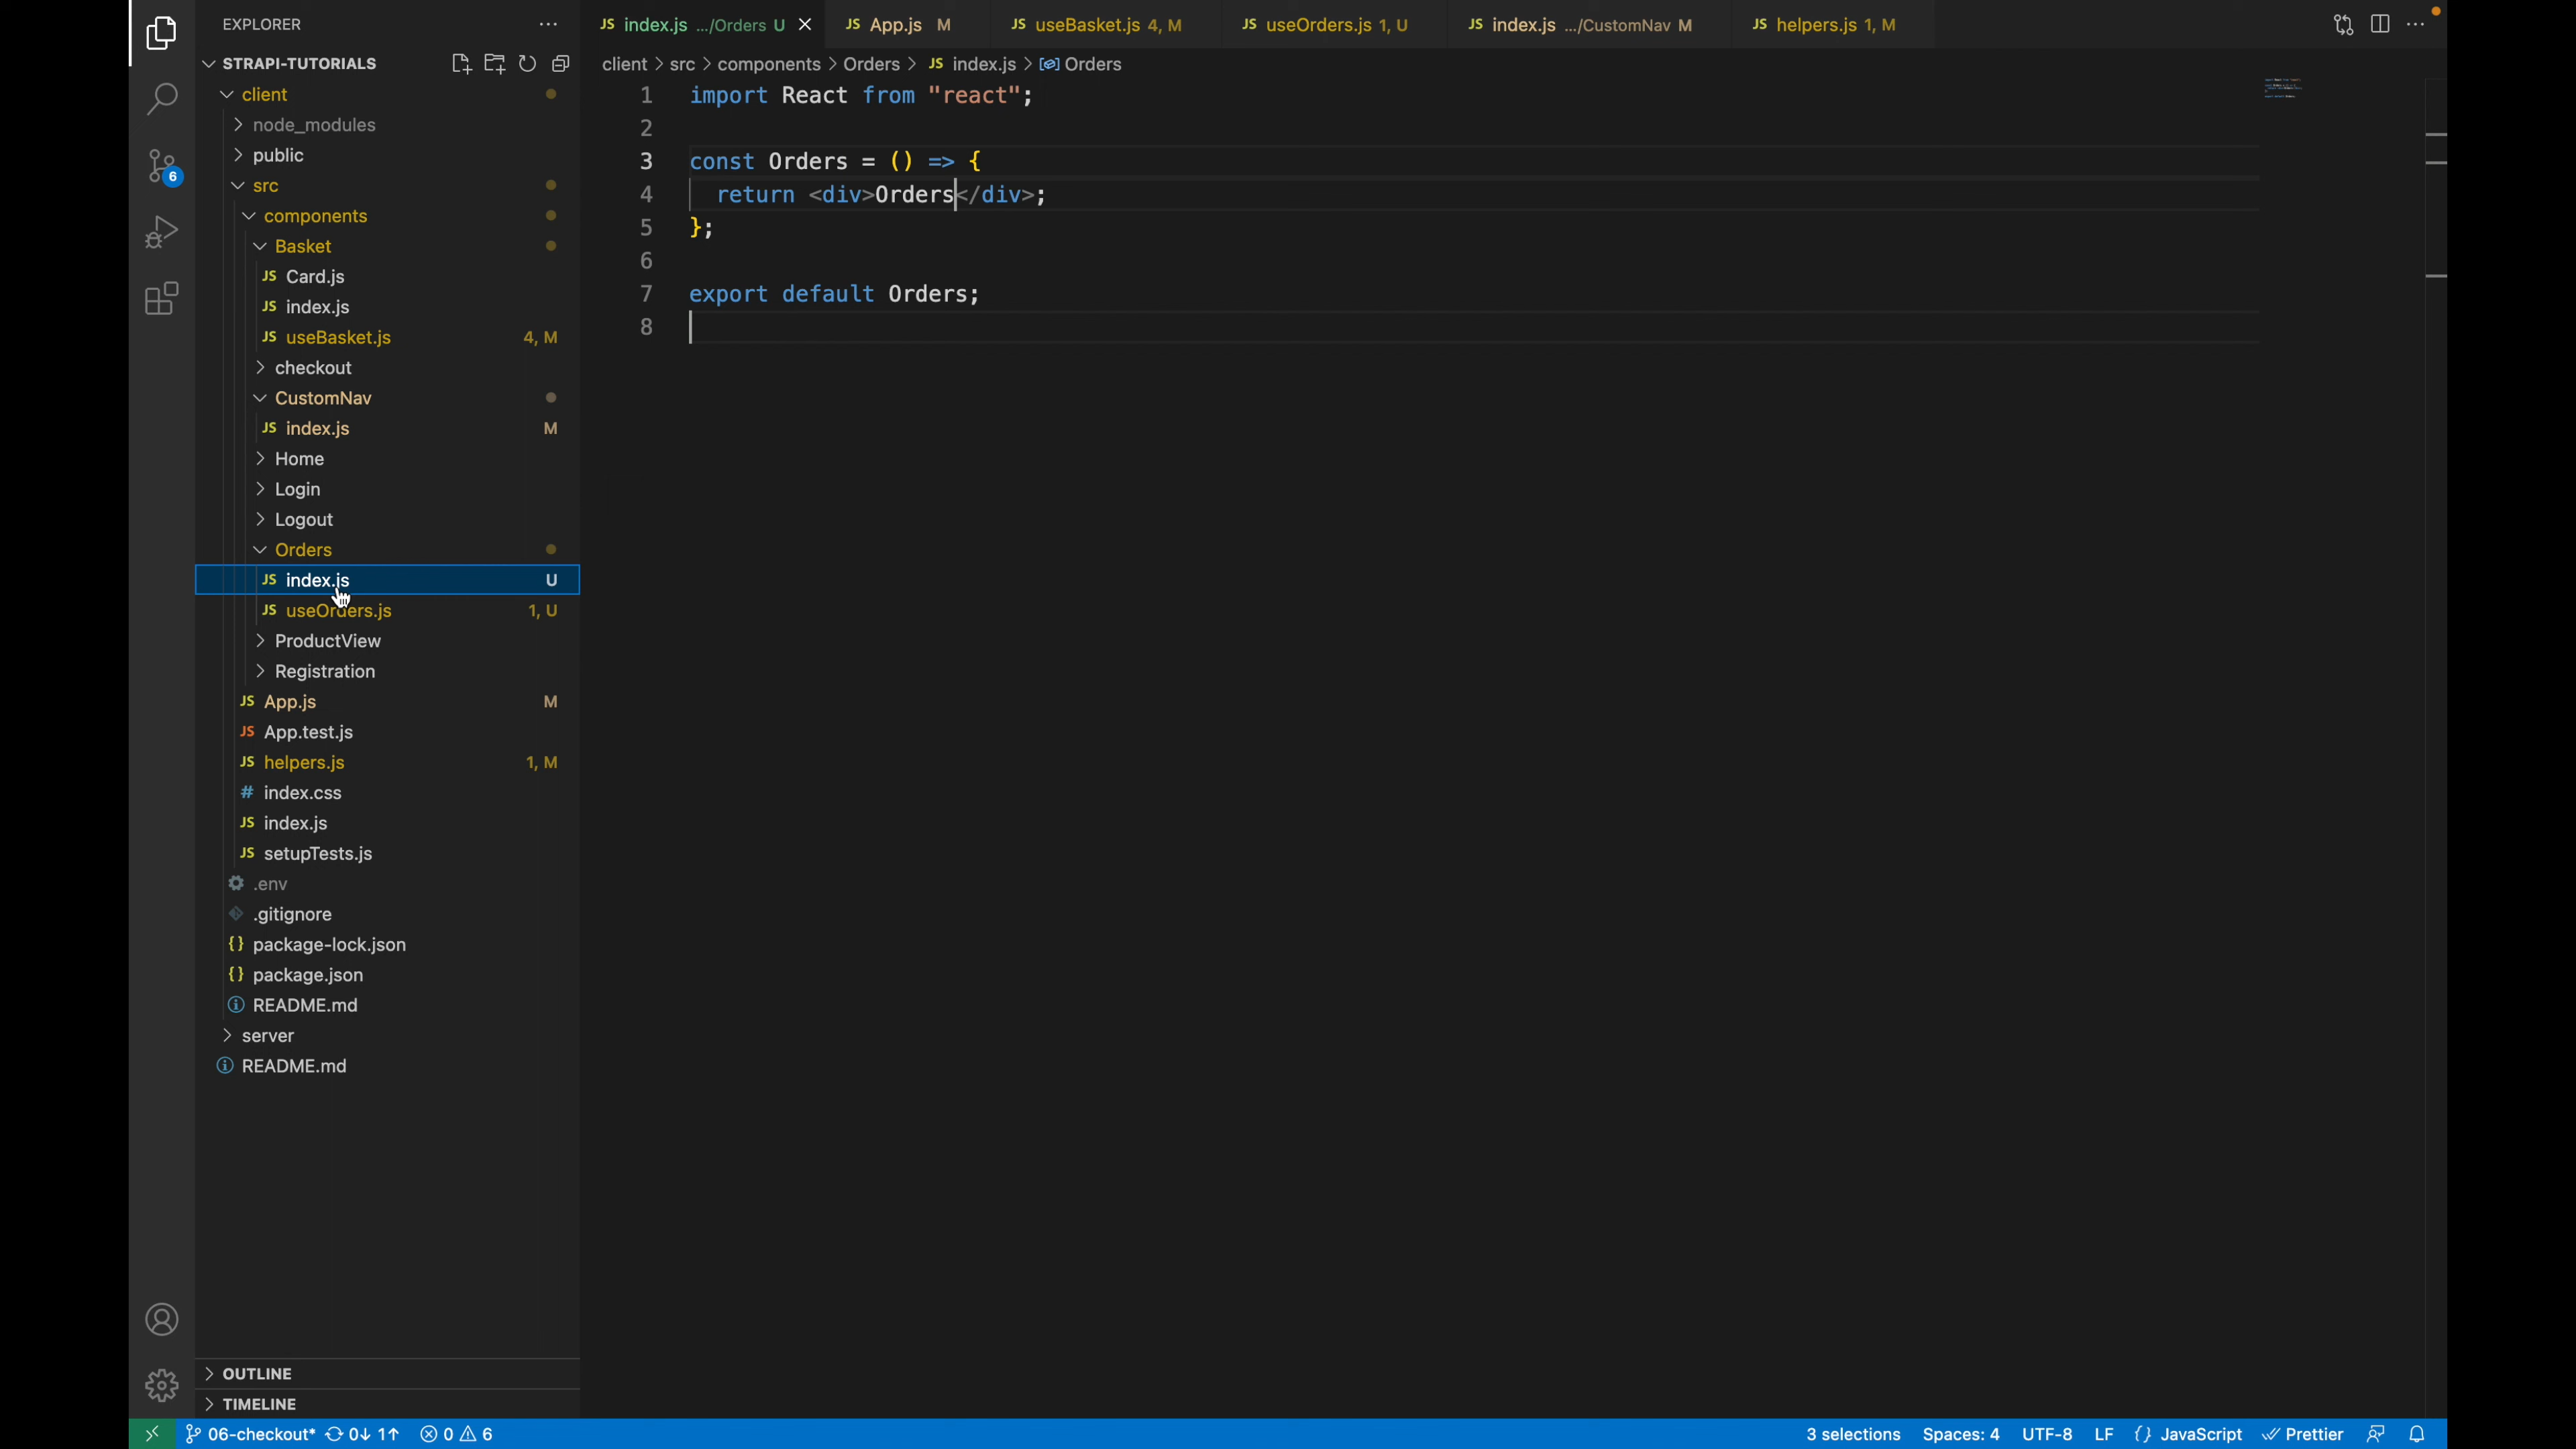 EXPLORER
STRAPI-TUTORIALS
client
node_modules
public
src
components
Basket
JS Card.js
JS index.js
JS useBasket.js 4, M
checkout
CustomNav
JS index.js M
Home
Login
Logout
Orders
JS index.js U
JS useOrders.js 1, U
ProductView
Registration
JS App.js M
JS App.test.js
JS helpers.js 1, M
# index.css
JS index.js
JS setupTests.js
.env
.gitignore
{} package-lock.json
{} package.json
README.md
server
README.md
OUTLINE
TIMELINE
6
JS index.js .../Orders U JS App.js M JS useBasket.js 4, M JS useOrders.js 1, U JS index.js .../CustomNav M JS helpers.js 1, M
client > src > components > Orders > JS index.js > Orders
1 import React from "react";
2
3 const Orders = () => {
4 return <div>Orders</div>;
5 };
6
7 export default Orders;
8
06-checkout* 0↓ 1↑ 0 6 3 selections Spaces: 4 UTF-8 LF {} JavaScript Prettier